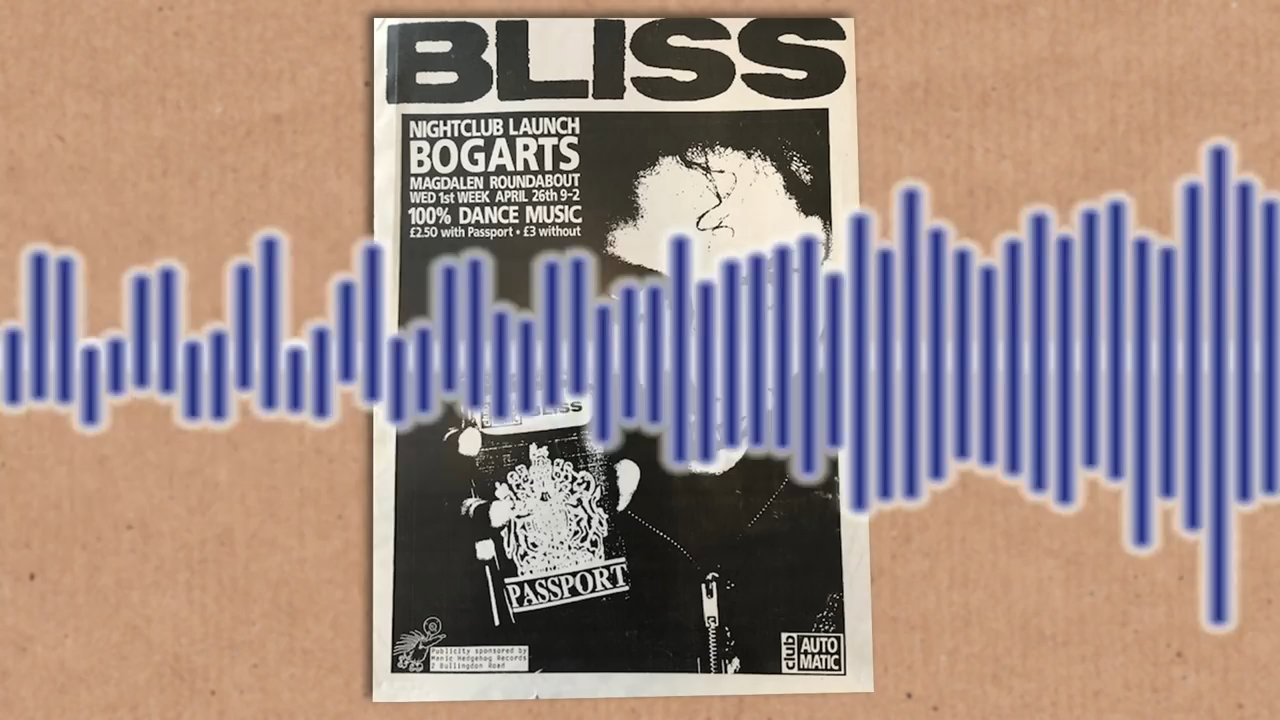 BLISS
NIGHTCLUB LAUNCH
BOGARTS
MAGDALEN ROUNDABOUT
WED 1st WEEK APRIL 26th 9-2
100% DANCE MUSIC
£2.50 with Passport • £3 without
BLISS
PASSPORT
Publicity sponsored by
Manic Hedgehog Records
2 Bullingdon Road
club
AUTO
MATIC